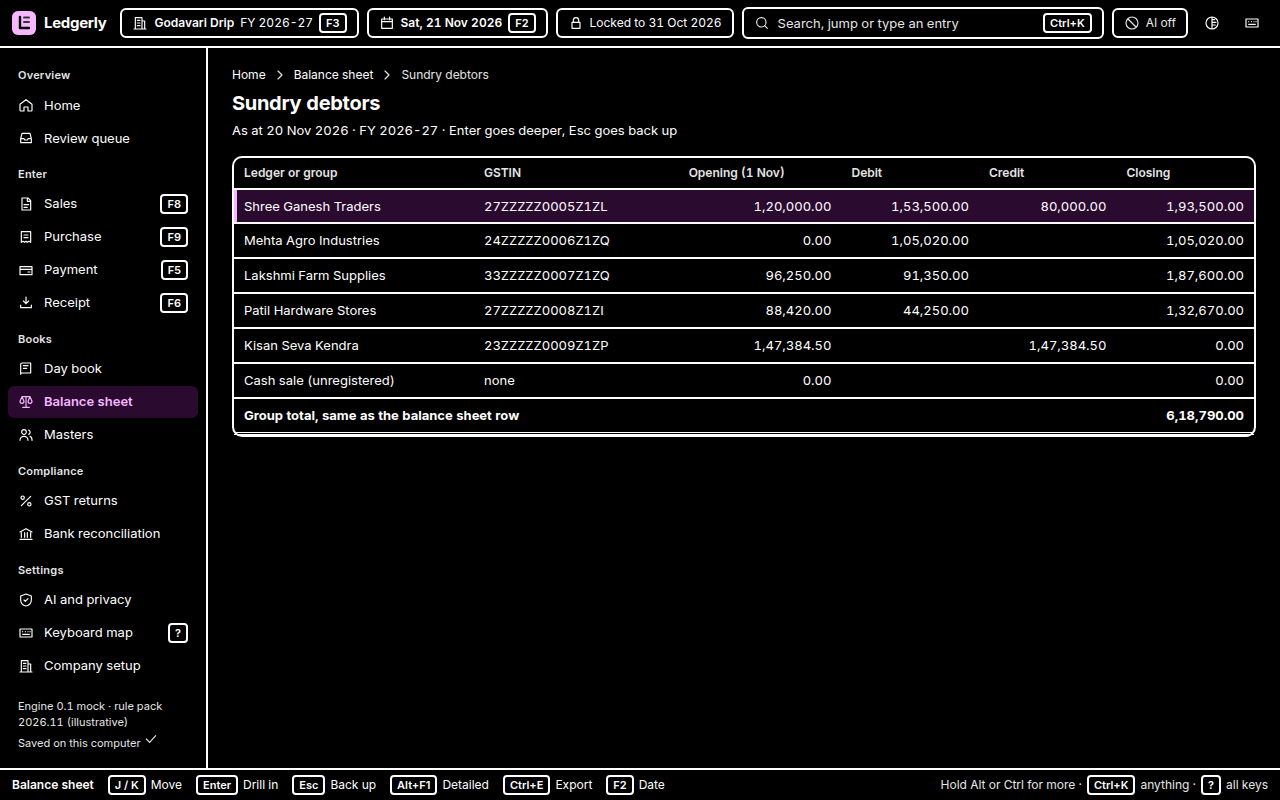 Ledgerly
Godavari Drip FY 2026-27 F3
Sat, 21 Nov 2026 F2
Locked to 31 Oct 2026
Search, jump or type an entry Ctrl+K
AI off
Overview
Home
Review queue
Enter
Sales F8
Purchase F9
Payment F5
Receipt F6
Books
Day book
Balance sheet
Masters
Compliance
GST returns
Bank reconciliation
Settings
AI and privacy
Keyboard map ?
Company setup
Engine 0.1 mock · rule pack
2026.11 (illustrative)
Saved on this computer
Home > Balance sheet > Sundry debtors
Sundry debtors
As at 20 Nov 2026 · FY 2026-27 · Enter goes deeper, Esc goes back up
Ledger or group GSTIN Opening (1 Nov) Debit Credit Closing
Shree Ganesh Traders 27ZZZZZ0005Z1ZL 1,20,000.00 1,53,500.00 80,000.00 1,93,500.00
Mehta Agro Industries 24ZZZZZ0006Z1ZQ 0.00 1,05,020.00 1,05,020.00
Lakshmi Farm Supplies 33ZZZZZ0007Z1ZQ 96,250.00 91,350.00 1,87,600.00
Patil Hardware Stores 27ZZZZZ0008Z1ZI 88,420.00 44,250.00 1,32,670.00
Kisan Seva Kendra 23ZZZZZ0009Z1ZP 1,47,384.50 1,47,384.50 0.00
Cash sale (unregistered) none 0.00 0.00
Group total, same as the balance sheet row 6,18,790.00
Balance sheet J / K Move Enter Drill in Esc Back up Alt+F1 Detailed Ctrl+E Export F2 Date
Hold Alt or Ctrl for more · Ctrl+K anything · ? all keys